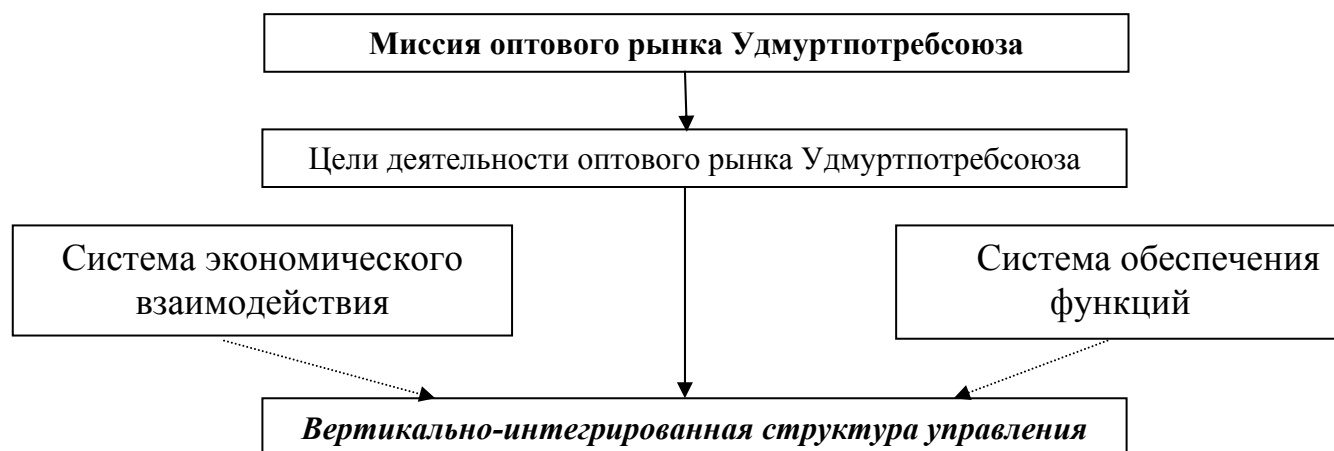 Миссия оптового рынка Удмуртпотребсоюза
Цели деятельности оптового рынка Удмуртпотребсоюза
Система экономического
взаимодействия
Система обеспечения
функций
Вертикально-интегрированная структура управления